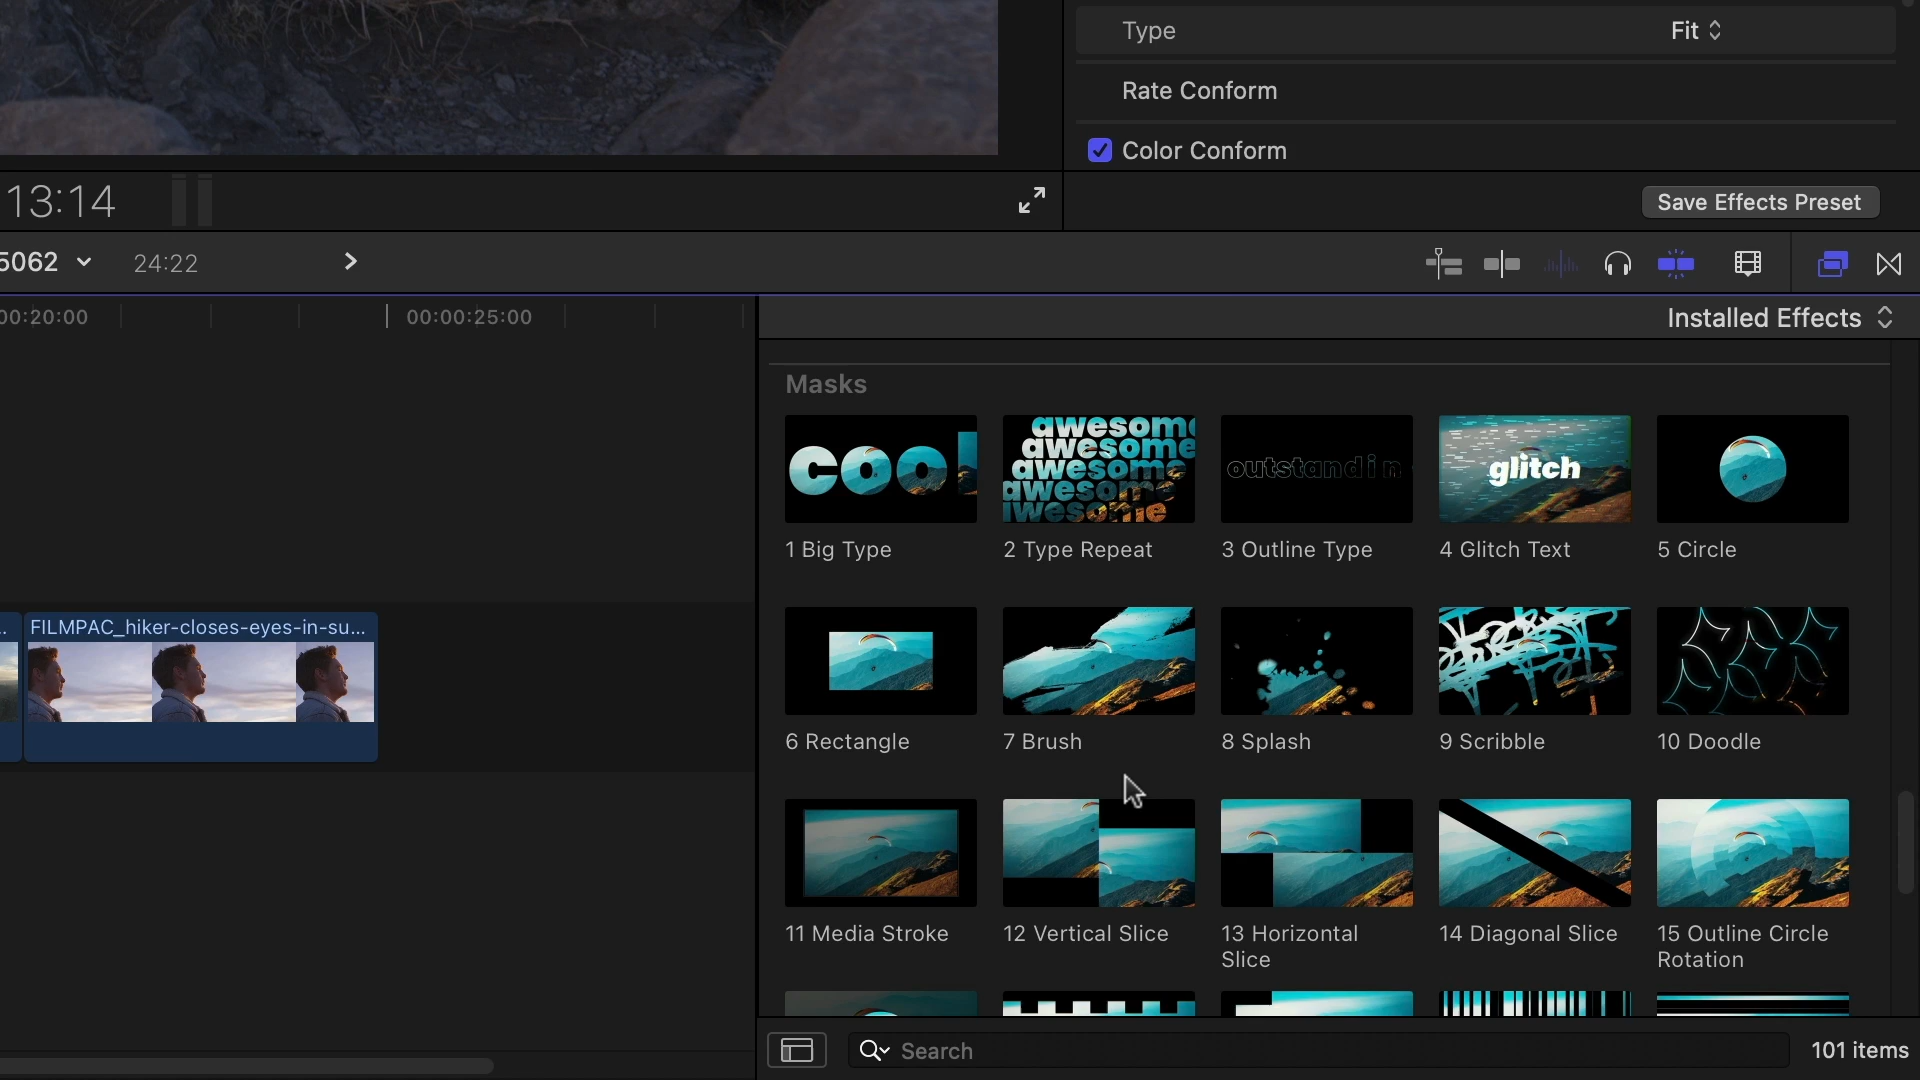 Type
Fit
Rate Conform
Color Conform
13:14
Save Effects Preset
5062
24:22
00:20:00
00:00:25:00
Installed Effects
Masks
cool
awesome
awesome
awesome
awesome
awesome
outstandin
glitch
1 Big Type
2 Type Repeat
3 Outline Type
4 Glitch Text
5 Circle
FILMPAC_hiker-closes-eyes-in-su...
6 Rectangle
7 Brush
8 Splash
9 Scribble
10 Doodle
11 Media Stroke
12 Vertical Slice
13 Horizontal
Slice
14 Diagonal Slice
15 Outline Circle
Rotation
Search
101 items